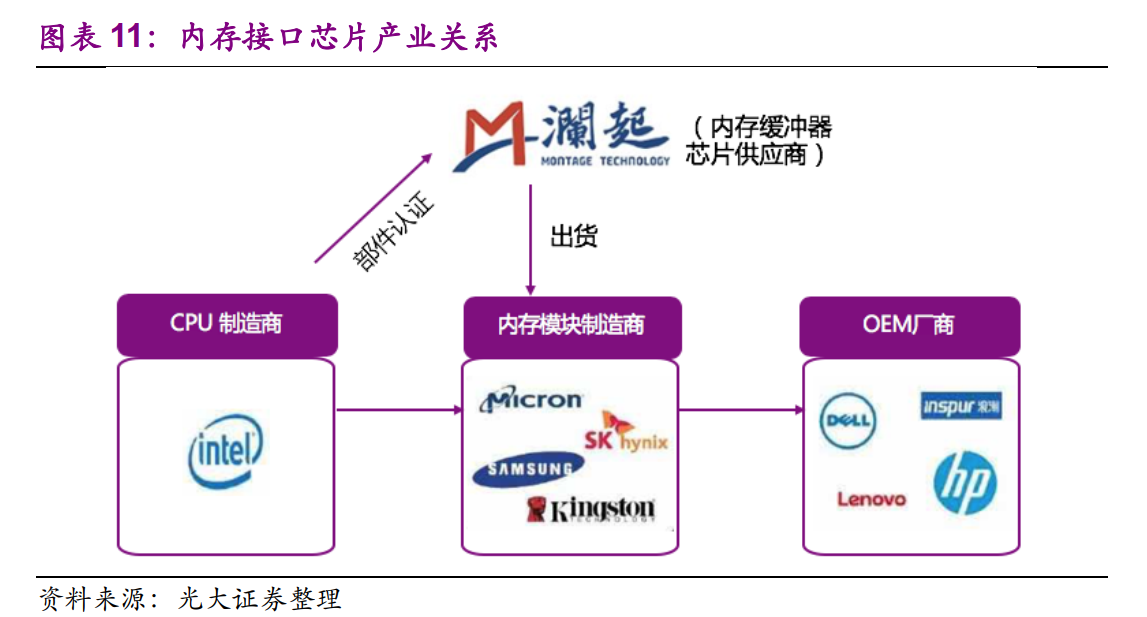 图表 11：内存接口芯片产业关系
澜起
MONTAGE TECHNOLOGY
（内存缓冲器
芯片供应商）
部件认证
出货
CPU 制造商
内存模块制造商
OEM厂商
intel
Micron
SK hynix
SAMSUNG
Kingston
TECHNOLOGY
DELL
inspur 浪潮
Lenovo
hp
资料来源：光大证券整理